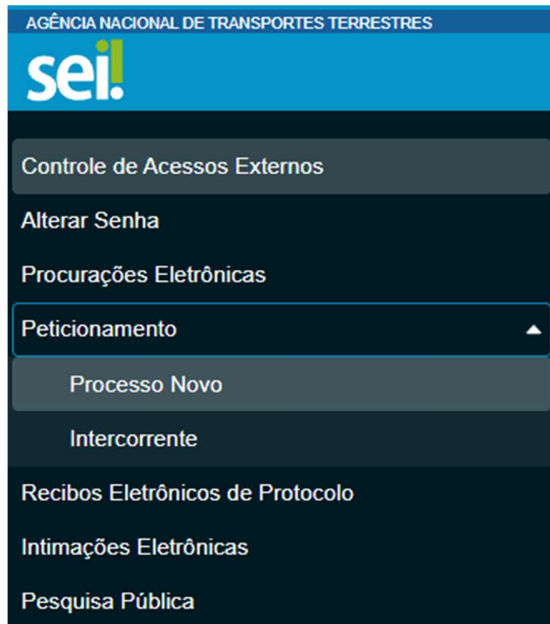 AGÊNCIA NACIONAL DE TRANSPORTES TERRESTRES
sei!
Controle de Acessos Externos
Alterar Senha
Procurações Eletrônicas
Peticionamento
Processo Novo
Intercorrente
Recibos Eletrônicos de Protocolo
Intimações Eletrônicas
Pesquisa Pública